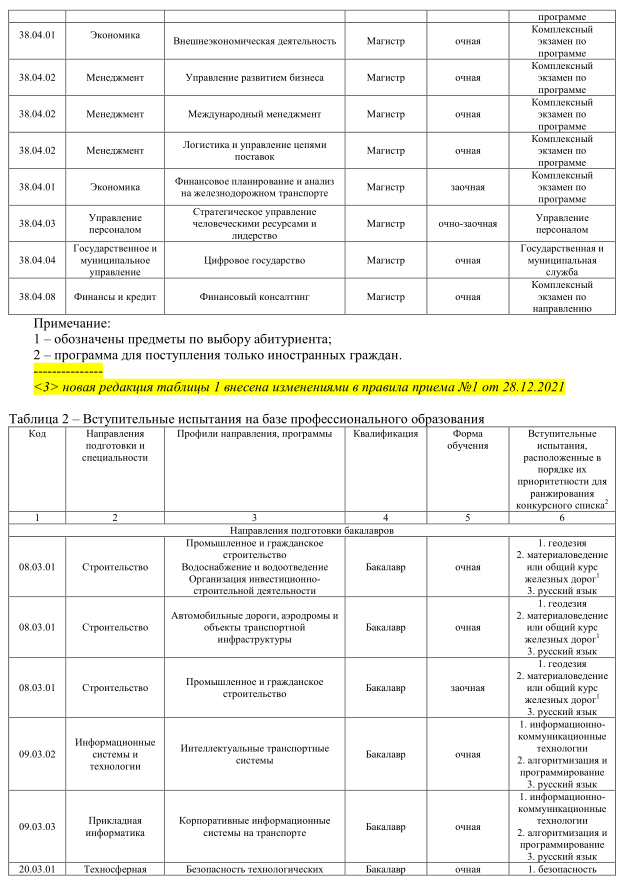 программе
38.04.01 Экономика Внешнеэкономическая деятельность Магистр очная Комплексный экзамен по программе
38.04.02 Менеджмент Управление развитием бизнеса Магистр очная Комплексный экзамен по программе
38.04.02 Менеджмент Международный менеджмент Магистр очная Комплексный экзамен по программе
38.04.02 Менеджмент Логистика и управление цепями поставок Магистр очная Комплексный экзамен по программе
38.04.01 Экономика Финансовое планирование и анализ на железнодорожном транспорте Магистр заочная Комплексный экзамен по программе
38.04.03 Управление персоналом Стратегическое управление человеческими ресурсами и лидерство Магистр очно-заочная Управление персоналом
38.04.04 Государственное и муниципальное управление Цифровое государство Магистр очная Государственная и муниципальная служба
38.04.08 Финансы и кредит Финансовый консалтинг Магистр очная Комплексный экзамен по направлению
Примечание:
1 – обозначены предметы по выбору абитуриента;
2 – программа для поступления только иностранных граждан.
---------------
<3> новая редакция таблицы 1 внесена изменениями в правила приема №1 от 28.12.2021
Таблица 2 – Вступительные испытания на базе профессионального образования
Код Направления подготовки и специальности Профили направления, программы Квалификация Форма обучения Вступительные испытания, расположенные в порядке их приоритетности для ранжирования конкурсного списка²
1 2 3 4 5 6
Направления подготовки бакалавров
08.03.01 Строительство Промышленное и гражданское строительство Водоснабжение и водоотведение Организация инвестиционно-строительной деятельности Бакалавр очная 1. геодезия 2. материаловедение или общий курс железных дорог¹ 3. русский язык
08.03.01 Строительство Автомобильные дороги, аэродромы и объекты транспортной инфраструктуры Бакалавр очная 1. геодезия 2. материаловедение или общий курс железных дорог¹ 3. русский язык
08.03.01 Строительство Промышленное и гражданское строительство Бакалавр заочная 1. геодезия 2. материаловедение или общий курс железных дорог¹ 3. русский язык
09.03.02 Информационные системы и технологии Интеллектуальные транспортные системы Бакалавр очная 1. информационно-коммуникационные технологии 2. алгоритмизация и программирование 3. русский язык
09.03.03 Прикладная информатика Корпоративные информационные системы на транспорте Бакалавр очная 1. информационно-коммуникационные технологии 2. алгоритмизация и программирование 3. русский язык
20.03.01 Техносферная Безопасность технологических Бакалавр очная 1. безопасность